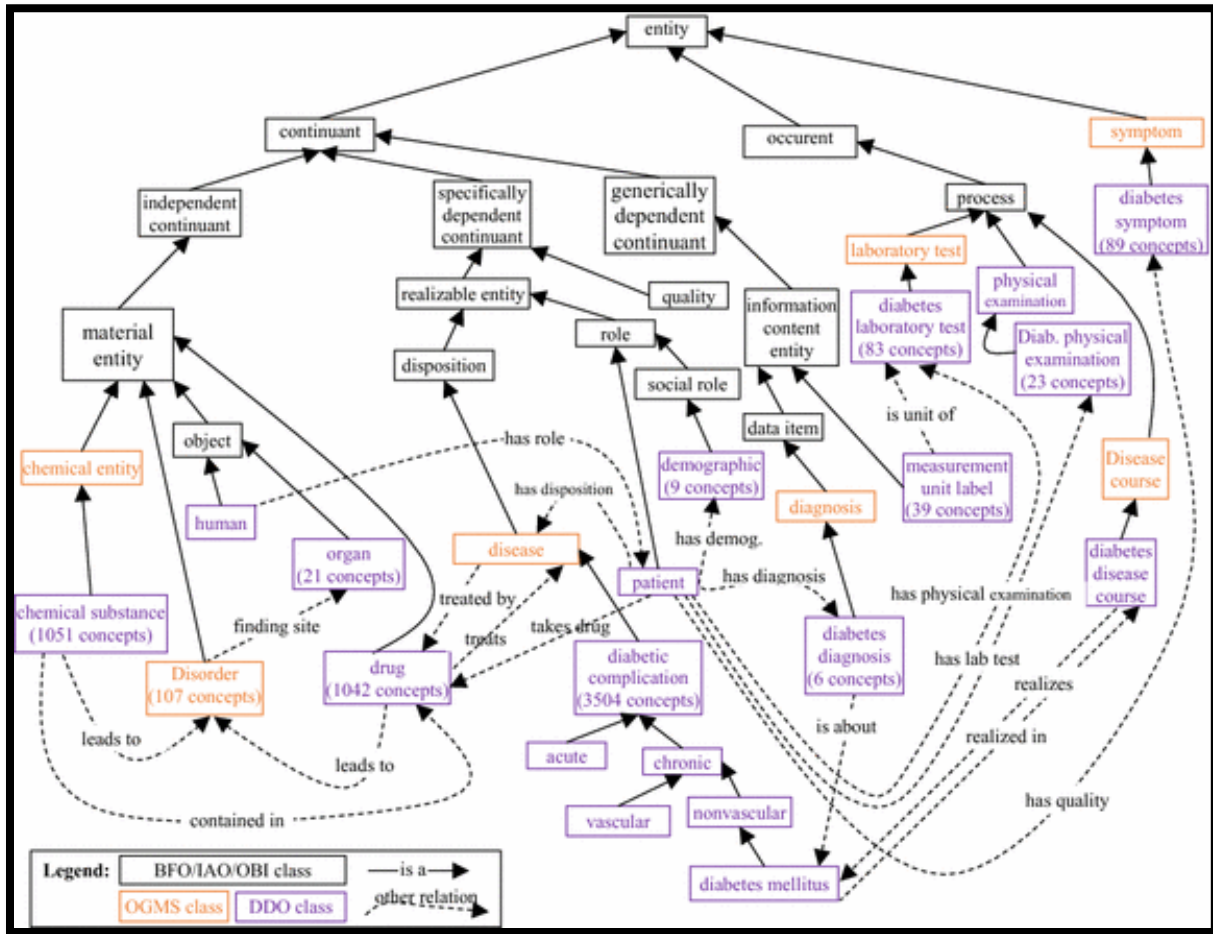 entity
continuant
occurent
symptom
independent
continuant
specifically
dependent
continuant
generically
dependent
continuant
process
diabetes
symptom
(89 concepts)
laboratory test
realizable entity
quality
information
content
entity
diabetes
laboratory test
(83 concepts)
physical
examination
material
entity
role
Diab. physical
examination
(23 concepts)
disposition
social role
is unit of
object
data item
has role
chemical entity
demographic
(9 concepts)
measurement
unit label
(39 concepts)
Disease
course
human
has disposition
diagnosis
organ
(21 concepts)
disease
has demog.
diabetes
disease
course
patient
has diagnosis
chemical substance
(1051 concepts)
treated by
has physical examination
finding site
treats
takes drug
diabetes
diagnosis
(6 concepts)
has lab test
Disorder
(107 concepts)
drug
(1042 concepts)
diabetic
complication
(3504 concepts)
realizes
is about
realized in
leads to
acute
chronic
leads to
has quality
contained in
vascular
nonvascular
diabetes mellitus
Legend:
BFO/IAO/OBI class
is a
OGMS class
DDO class
other relation